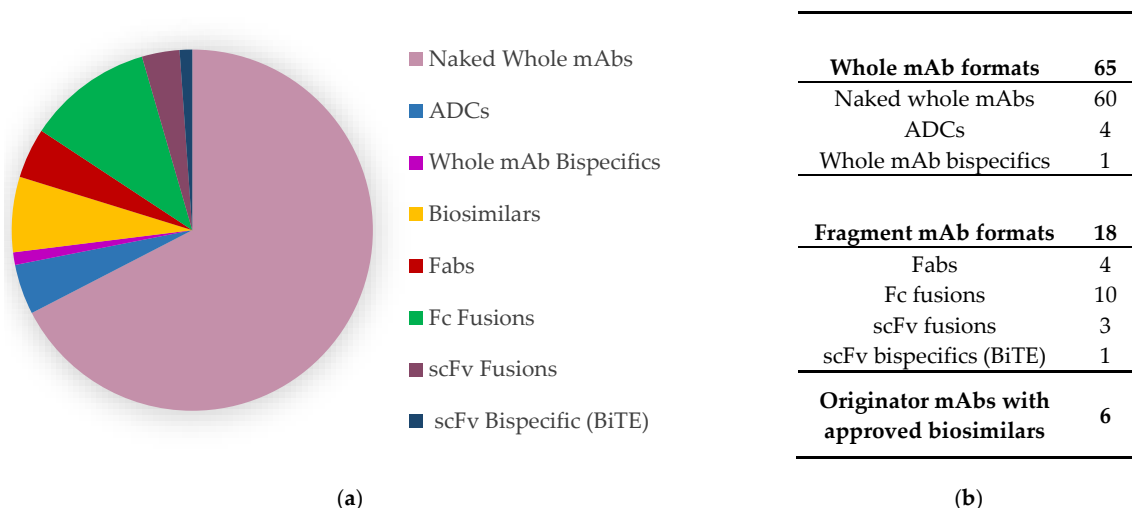 Naked Whole mAbs
ADCs
Whole mAb Bispecifics
Biosimilars
Fabs
Fc Fusions
scFv Fusions
scFv Bispecific (BiTE)
(a)
Whole mAb formats 65
Naked whole mAbs 60
ADCs 4
Whole mAb bispecifics 1
Fragment mAb formats 18
Fabs 4
Fc fusions 10
scFv fusions 3
scFv bispecifics (BiTE) 1
Originator mAbs with
approved biosimilars 6
(b)